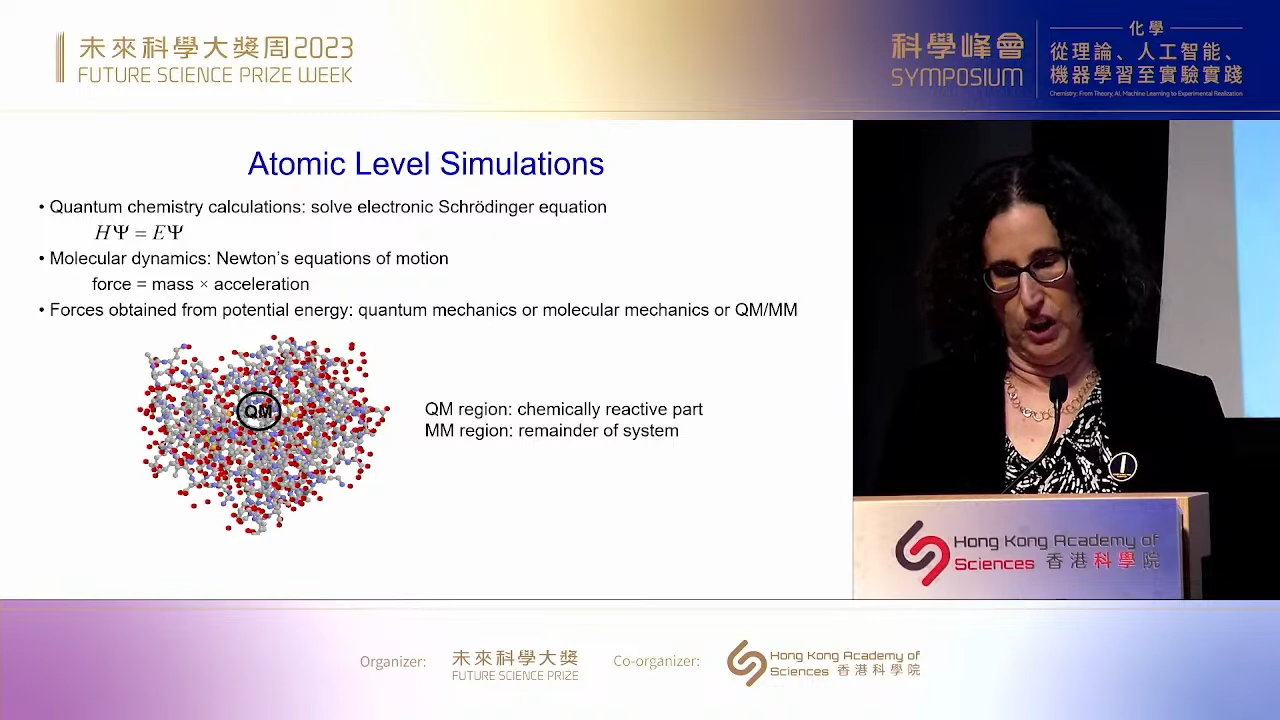 未來科學大獎周2023
FUTURE SCIENCE PRIZE WEEK
科學峰會
SYMPOSIUM
化學
從理論、人工智能、
機器學習至實驗實踐
Chemistry: From Theory, AI, Machine Learning to Experimental Realization
Atomic Level Simulations
• Quantum chemistry calculations: solve electronic Schrödinger equation
HΨ = EΨ
• Molecular dynamics: Newton's equations of motion
force = mass × acceleration
• Forces obtained from potential energy: quantum mechanics or molecular mechanics or QM/MM
QM
QM region: chemically reactive part
MM region: remainder of system
Hong Kong Academy of
Sciences 香港科學院
Organizer:
未來科學大獎
FUTURE SCIENCE PRIZE
Co-organizer:
Hong Kong Academy of
Sciences 香港科學院